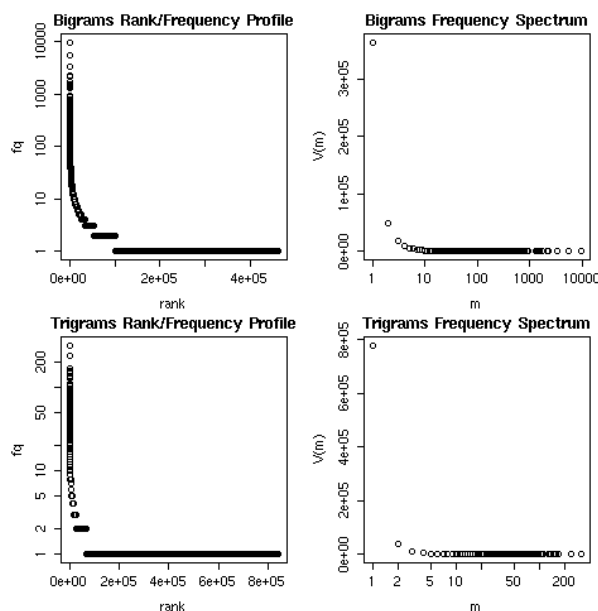 Bigrams Rank/Frequency Profile
fq
10000
1000
100
10
1
0e+00 2e+05 4e+05
rank
Bigrams Frequency Spectrum
V(m)
3e+05
2e+05
1e+05
0e+00
1 10 100 1000 10000
m
Trigrams Rank/Frequency Profile
fq
200
50
10
5
2
1
0e+00 2e+05 4e+05 6e+05 8e+05
rank
Trigrams Frequency Spectrum
V(m)
8e+05
6e+05
4e+05
2e+05
0e+00
1 2 5 10 50 200
m